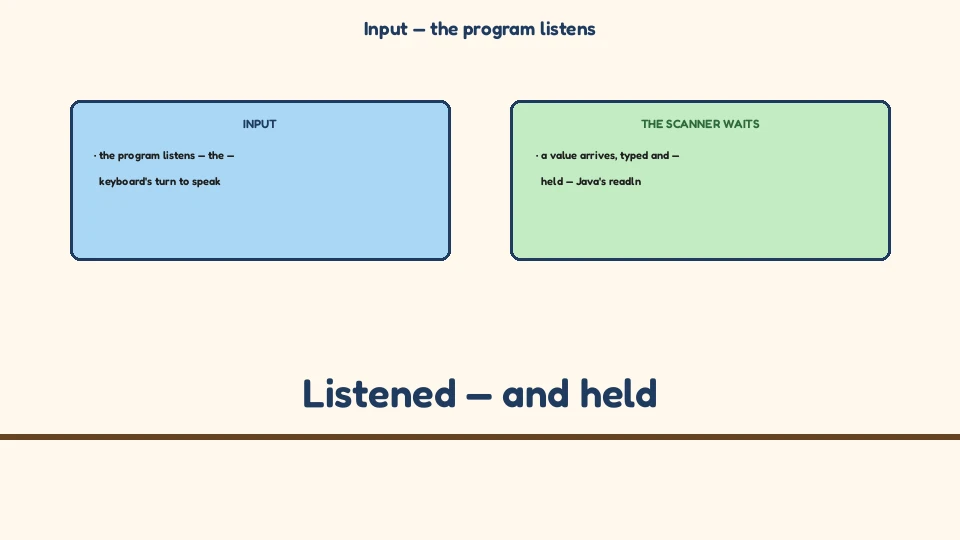 Input — the program listens
INPUT
· the program listens — the —
keyboard's turn to speak
THE SCANNER WAITS
· a value arrives, typed and —
held — Java's readln
Listened — and held